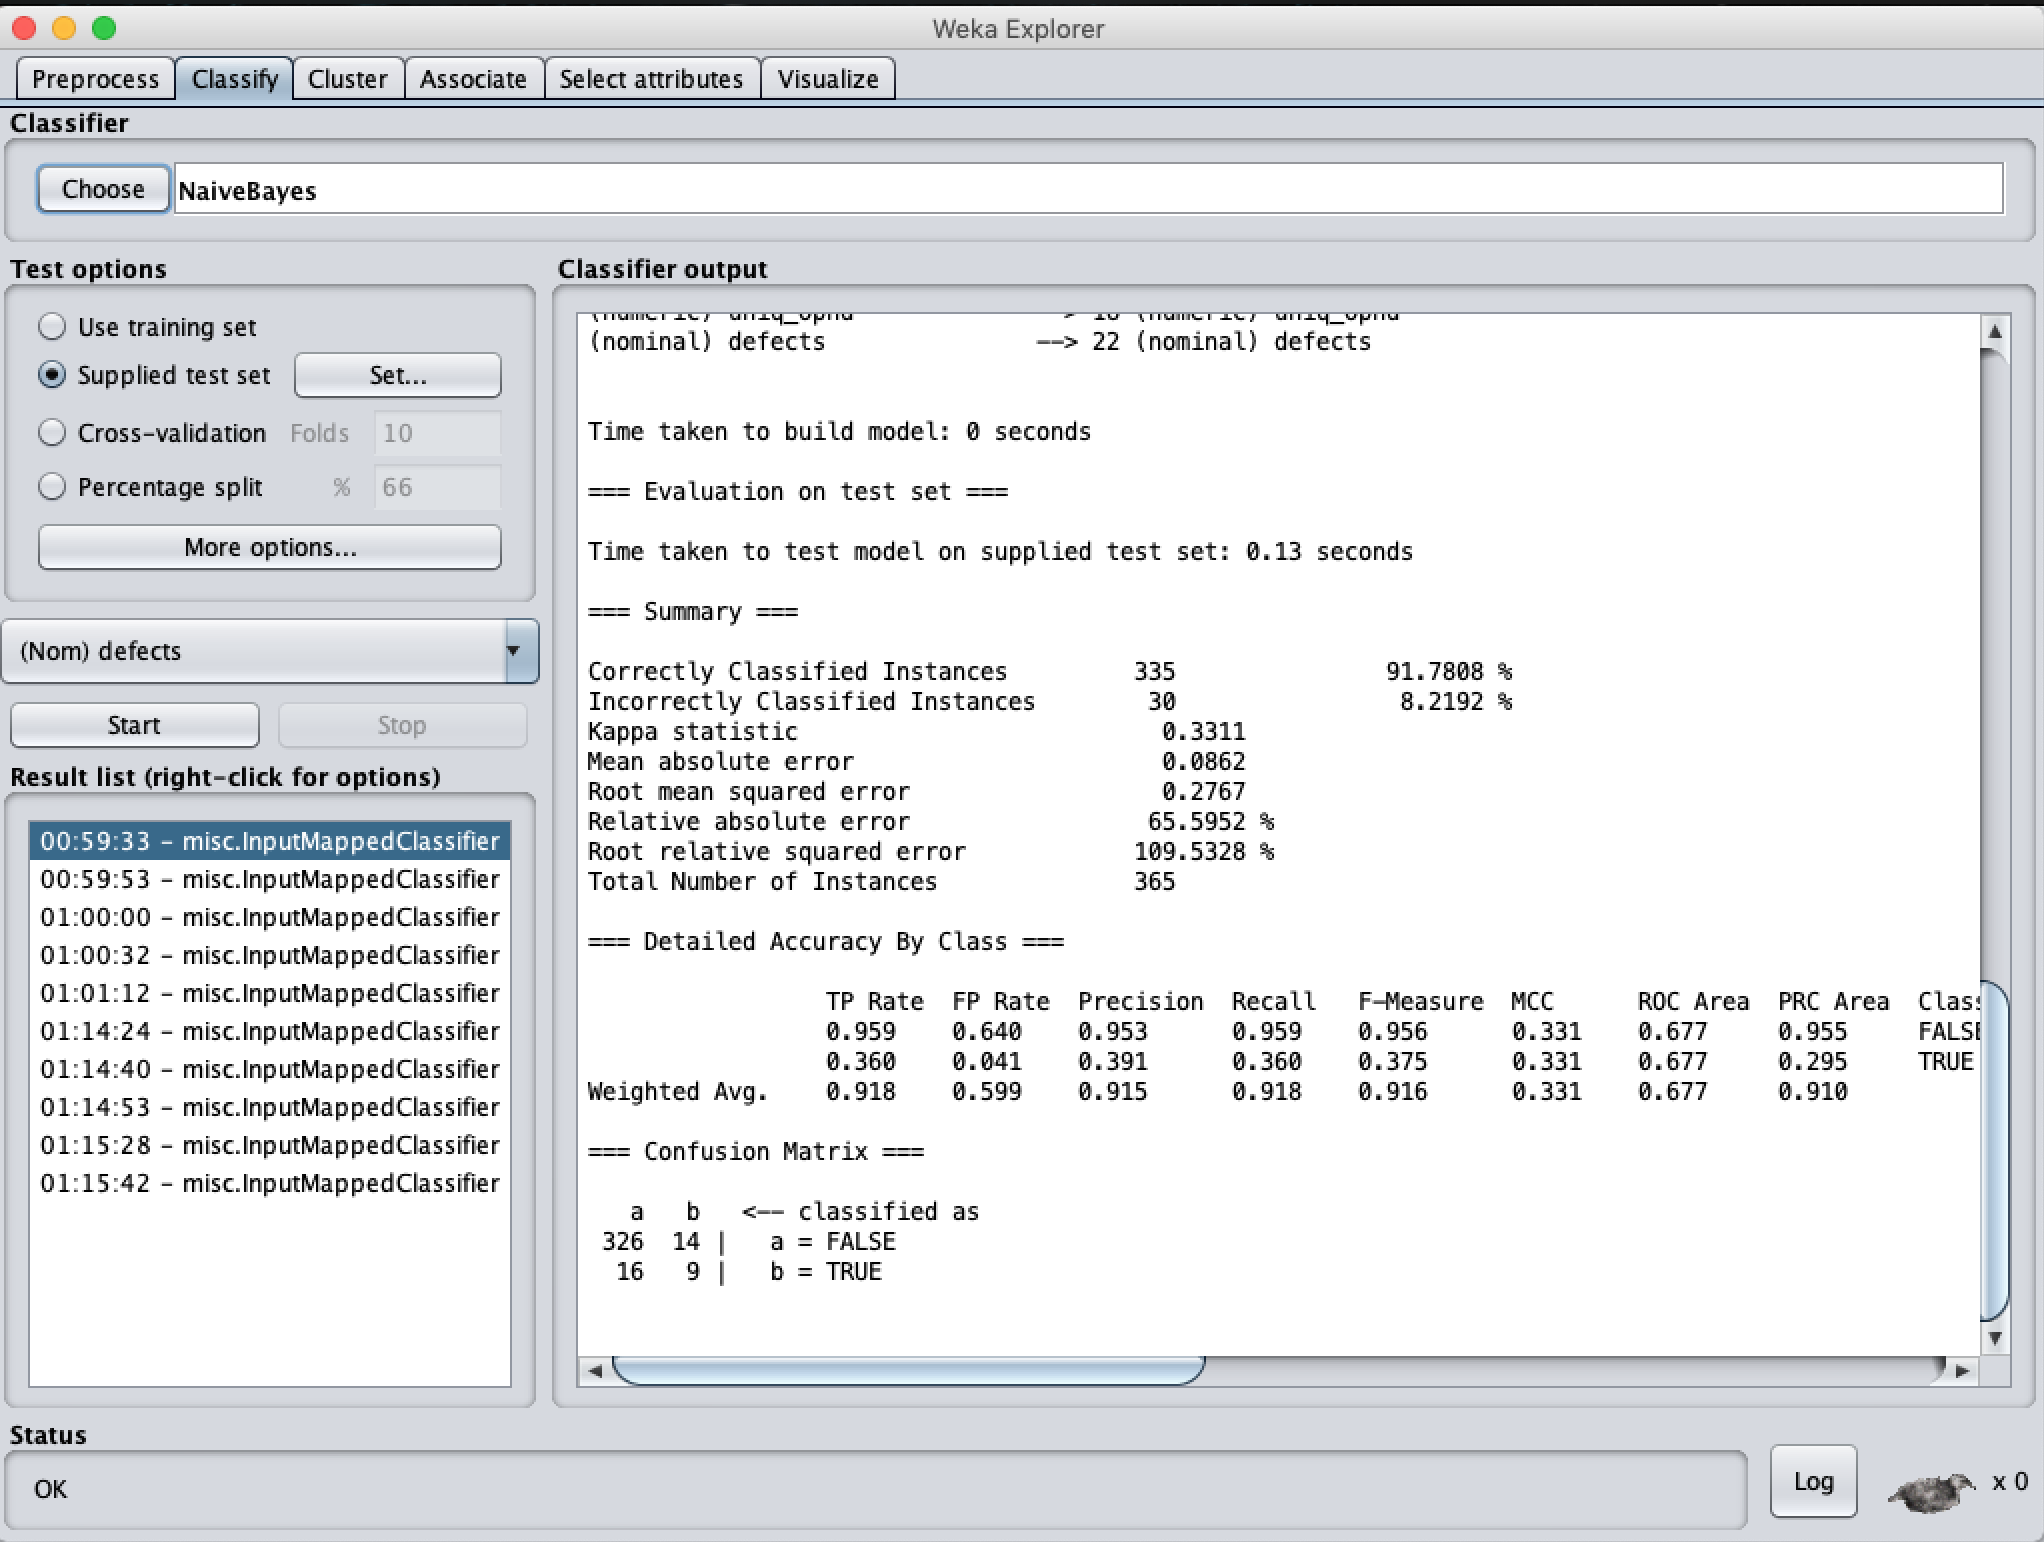 Weka Explorer
Preprocess Classify Cluster Associate Select attributes Visualize
Classifier
Choose NaiveBayes
Test options
Use training set
Supplied test set Set...
Cross-validation Folds 10
Percentage split % 66
More options...
(Nom) defects
Start Stop
Result list (right-click for options)
00:59:33 - misc.InputMappedClassifier
00:59:53 - misc.InputMappedClassifier
01:00:00 - misc.InputMappedClassifier
01:00:32 - misc.InputMappedClassifier
01:01:12 - misc.InputMappedClassifier
01:14:24 - misc.InputMappedClassifier
01:14:40 - misc.InputMappedClassifier
01:14:53 - misc.InputMappedClassifier
01:15:28 - misc.InputMappedClassifier
01:15:42 - misc.InputMappedClassifier
Classifier output
(numeric) uniq_opnd --> 18 (numeric) uniq_opnd
(nominal) defects --> 22 (nominal) defects
Time taken to build model: 0 seconds
=== Evaluation on test set ===
Time taken to test model on supplied test set: 0.13 seconds
=== Summary ===
Correctly Classified Instances 335 91.7808 %
Incorrectly Classified Instances 30 8.2192 %
Kappa statistic 0.3311
Mean absolute error 0.0862
Root mean squared error 0.2767
Relative absolute error 65.5952 %
Root relative squared error 109.5328 %
Total Number of Instances 365
=== Detailed Accuracy By Class ===
TP Rate FP Rate Precision Recall F-Measure MCC ROC Area PRC Area Clas
0.959 0.640 0.953 0.959 0.956 0.331 0.677 0.955 FALSE
0.360 0.041 0.391 0.360 0.375 0.331 0.677 0.295 TRUE
Weighted Avg. 0.918 0.599 0.915 0.918 0.916 0.331 0.677 0.910
=== Confusion Matrix ===
a b <-- classified as
326 14 | a = FALSE
16 9 | b = TRUE
Status
OK
Log
x 0